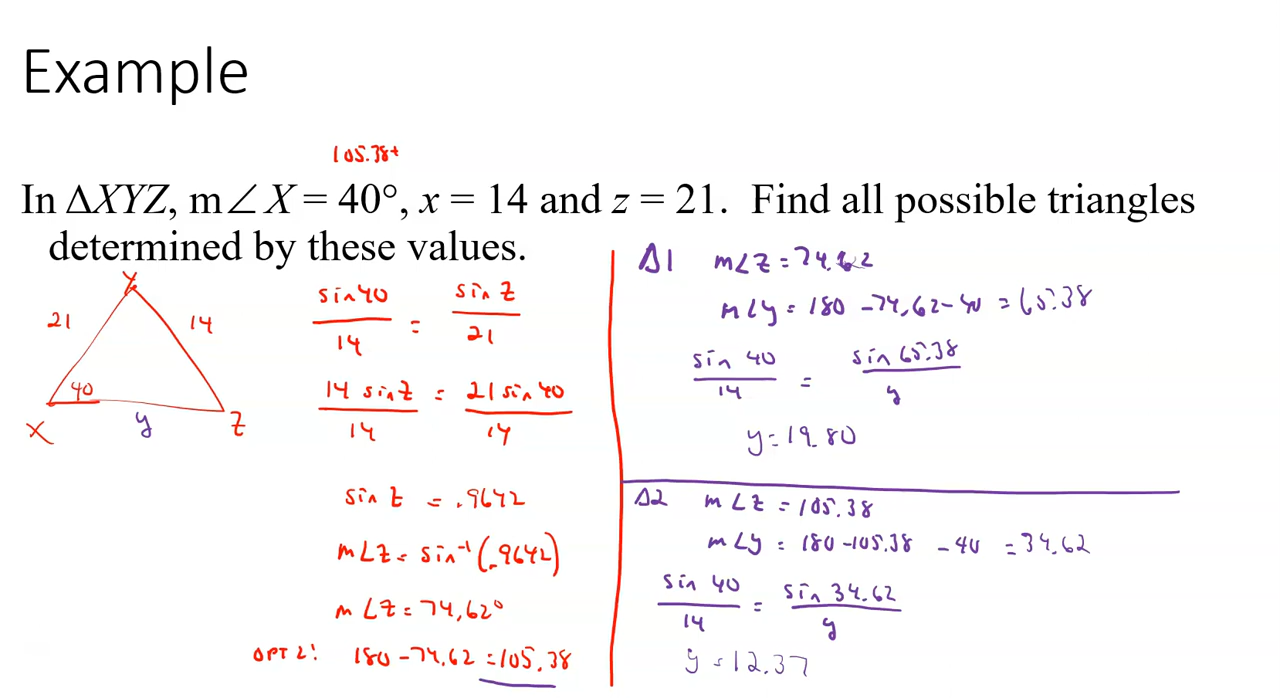 Example
105.38+
In ΔXYZ, m∠X = 40°, x = 14 and z = 21. Find all possible triangles
determined by these values.
Y
21
14
40
X
y
Z
sin 40 / 14 = sin Z / 21
14 sin Z / 14 = 21 sin 40 / 14
sin Z = .9642
m∠Z = sin⁻¹(.9642)
m∠Z = 74.62°
OPT 2: 180 - 74.62 = 105.38
Δ1 m∠Z = 74.62
m∠y = 180 - 74.62 - 40 = 65.38
sin 40 / 14 = sin 65.38 / y
y = 19.80
Δ2 m∠Z = 105.38
m∠y = 180 - 105.38 - 40 = 34.62
sin 40 / 14 = sin 34.62 / y
y = 12.37